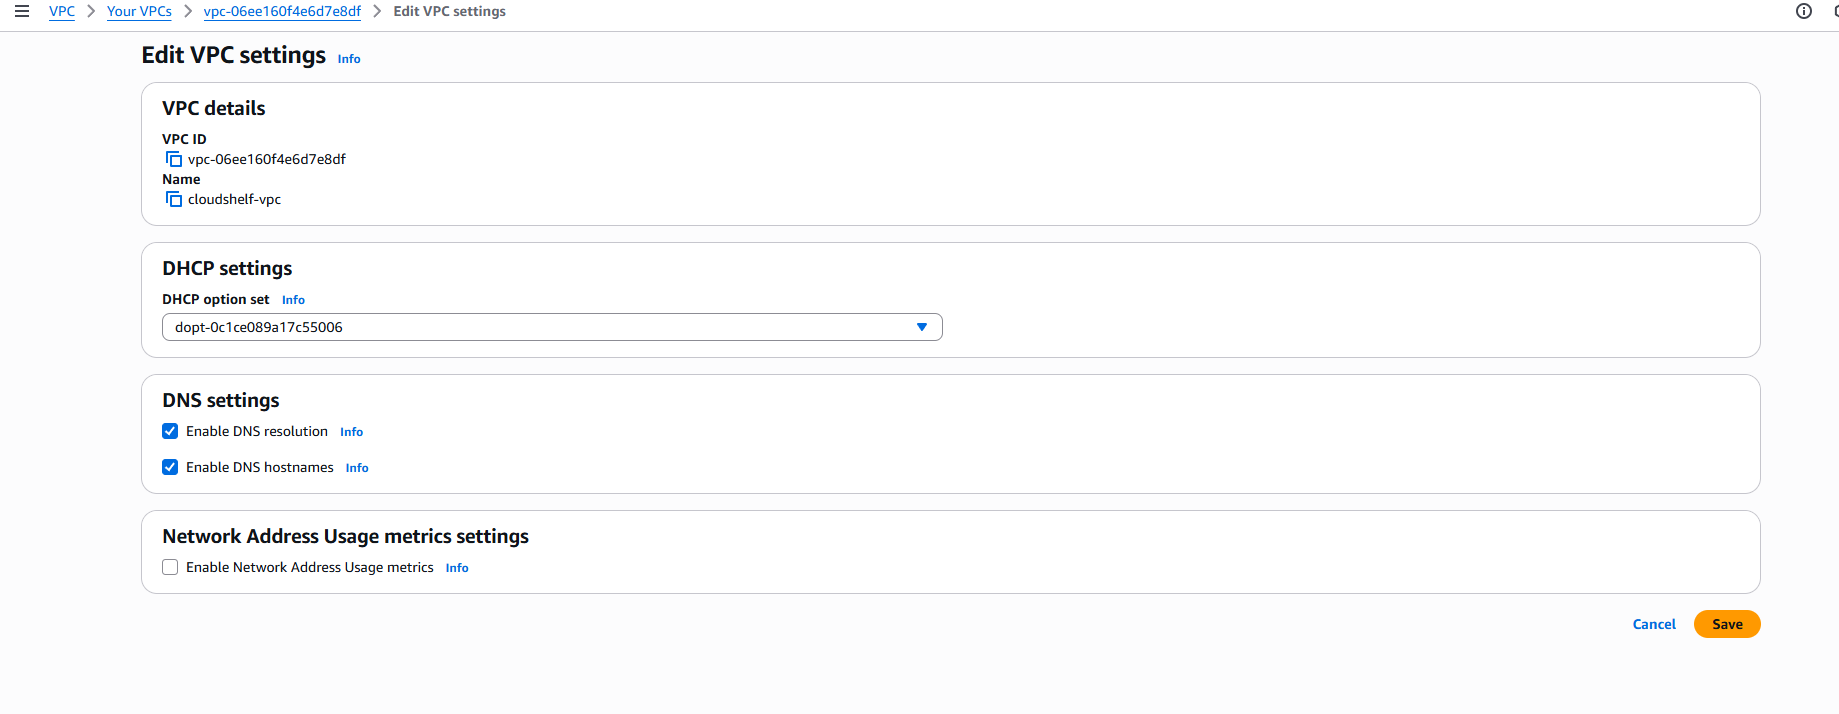 VPC > Your VPCs > vpc-06ee160f4e6d7e8df > Edit VPC settings
Edit VPC settings Info
VPC details
VPC ID
vpc-06ee160f4e6d7e8df
Name
cloudshelf-vpc
DHCP settings
DHCP option set Info
dopt-0c1ce089a17c55006
DNS settings
Enable DNS resolution Info
Enable DNS hostnames Info
Network Address Usage metrics settings
Enable Network Address Usage metrics Info
Cancel Save